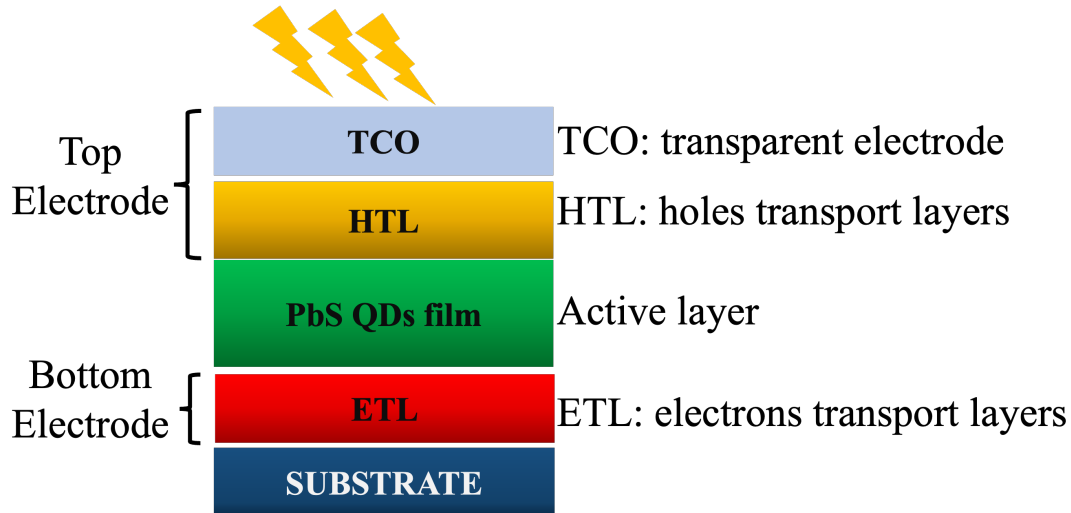 Top
Electrode
TCO
TCO: transparent electrode
HTL
HTL: holes transport layers
PbS QDs film
Active layer
Bottom
Electrode
ETL
ETL: electrons transport layers
SUBSTRATE